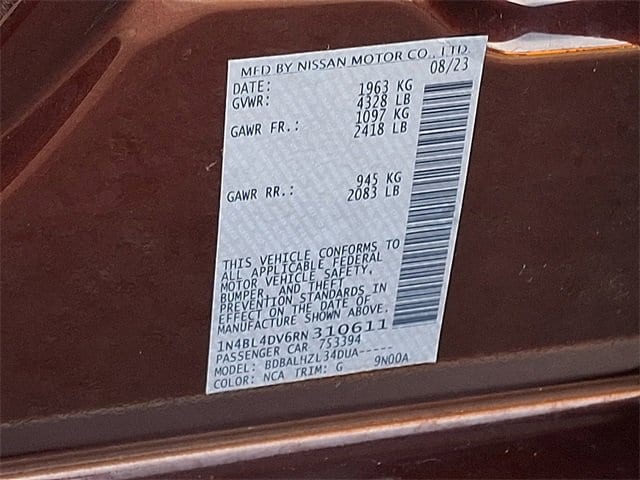 MFD BY NISSAN MOTOR CO., LTD.
DATE: 08/23
GVWR: 1963 KG
4328 LB
GAWR FR.: 1097 KG
2418 LB
GAWR RR.: 945 KG
2083 LB
THIS VEHICLE CONFORMS TO
ALL APPLICABLE FEDERAL
MOTOR VEHICLE SAFETY,
BUMPER, AND THEFT
PREVENTION STANDARDS IN
EFFECT ON THE DATE OF
MANUFACTURE SHOWN ABOVE.
1N4BL4DV6RN310611
PASSENGER CAR 753394
MODEL: BDBALHZL34DUA-----
COLOR: NCA TRIM: G 9N00A